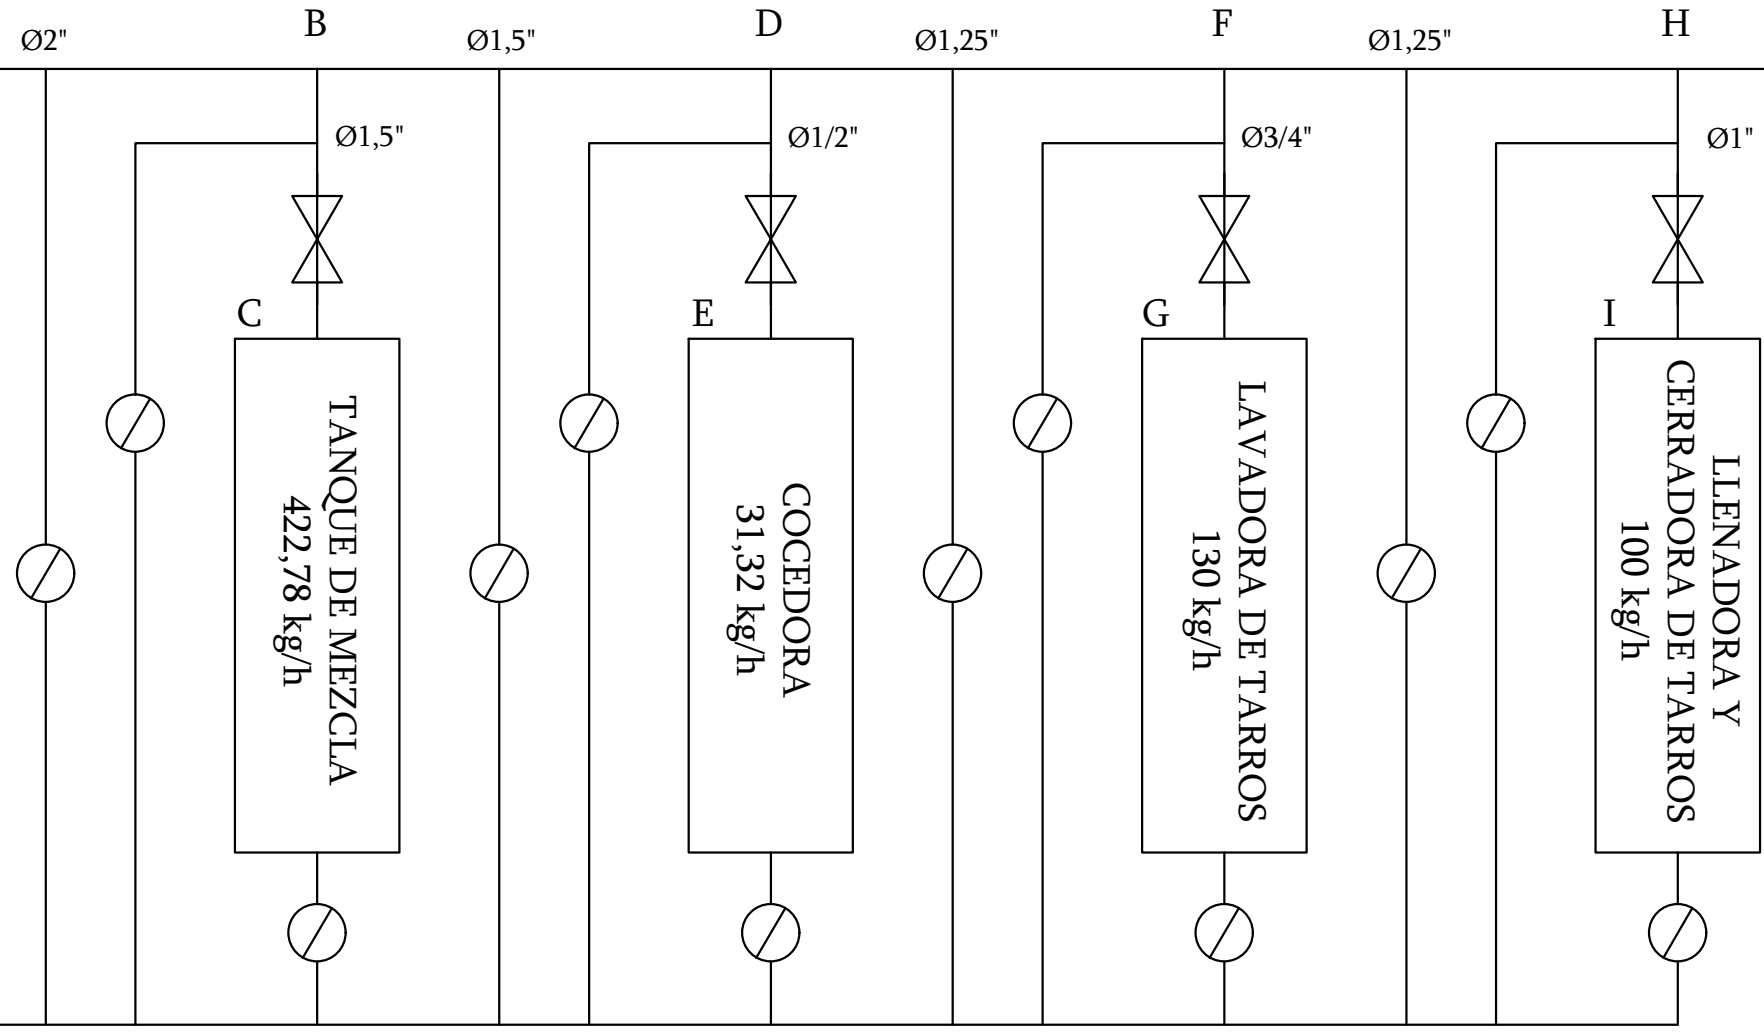 B
D
F
H
Ø2"
Ø1,5"
Ø1,25"
Ø1,25"
Ø1,5"
Ø1/2"
Ø3/4"
Ø1"
C
E
G
I
TANQUE DE MEZCLA
422,78 kg/h
COCEDORA
31,32 kg/h
LAVADORA DE TARROS
130 kg/h
LLENADORA Y
CERRADORA DE TARROS
100 kg/h